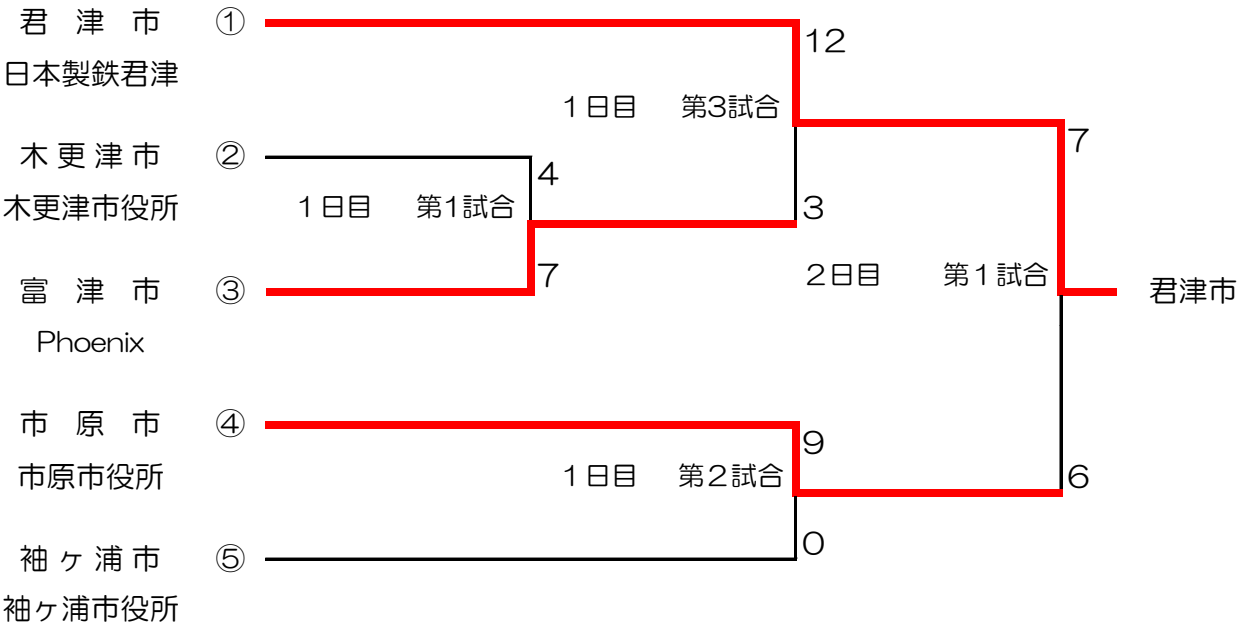 君津市 ①
12
日本製鉄君津
１日目 第3試合
7
木更津市 ②
4
木更津市役所
１日目 第1試合
3
富津市 ③
7
２日目 第１試合
君津市
Phoenix
市原市 ④
9
市原市役所
１日目 第２試合
6
袖ヶ浦市 ⑤
0
袖ヶ浦市役所